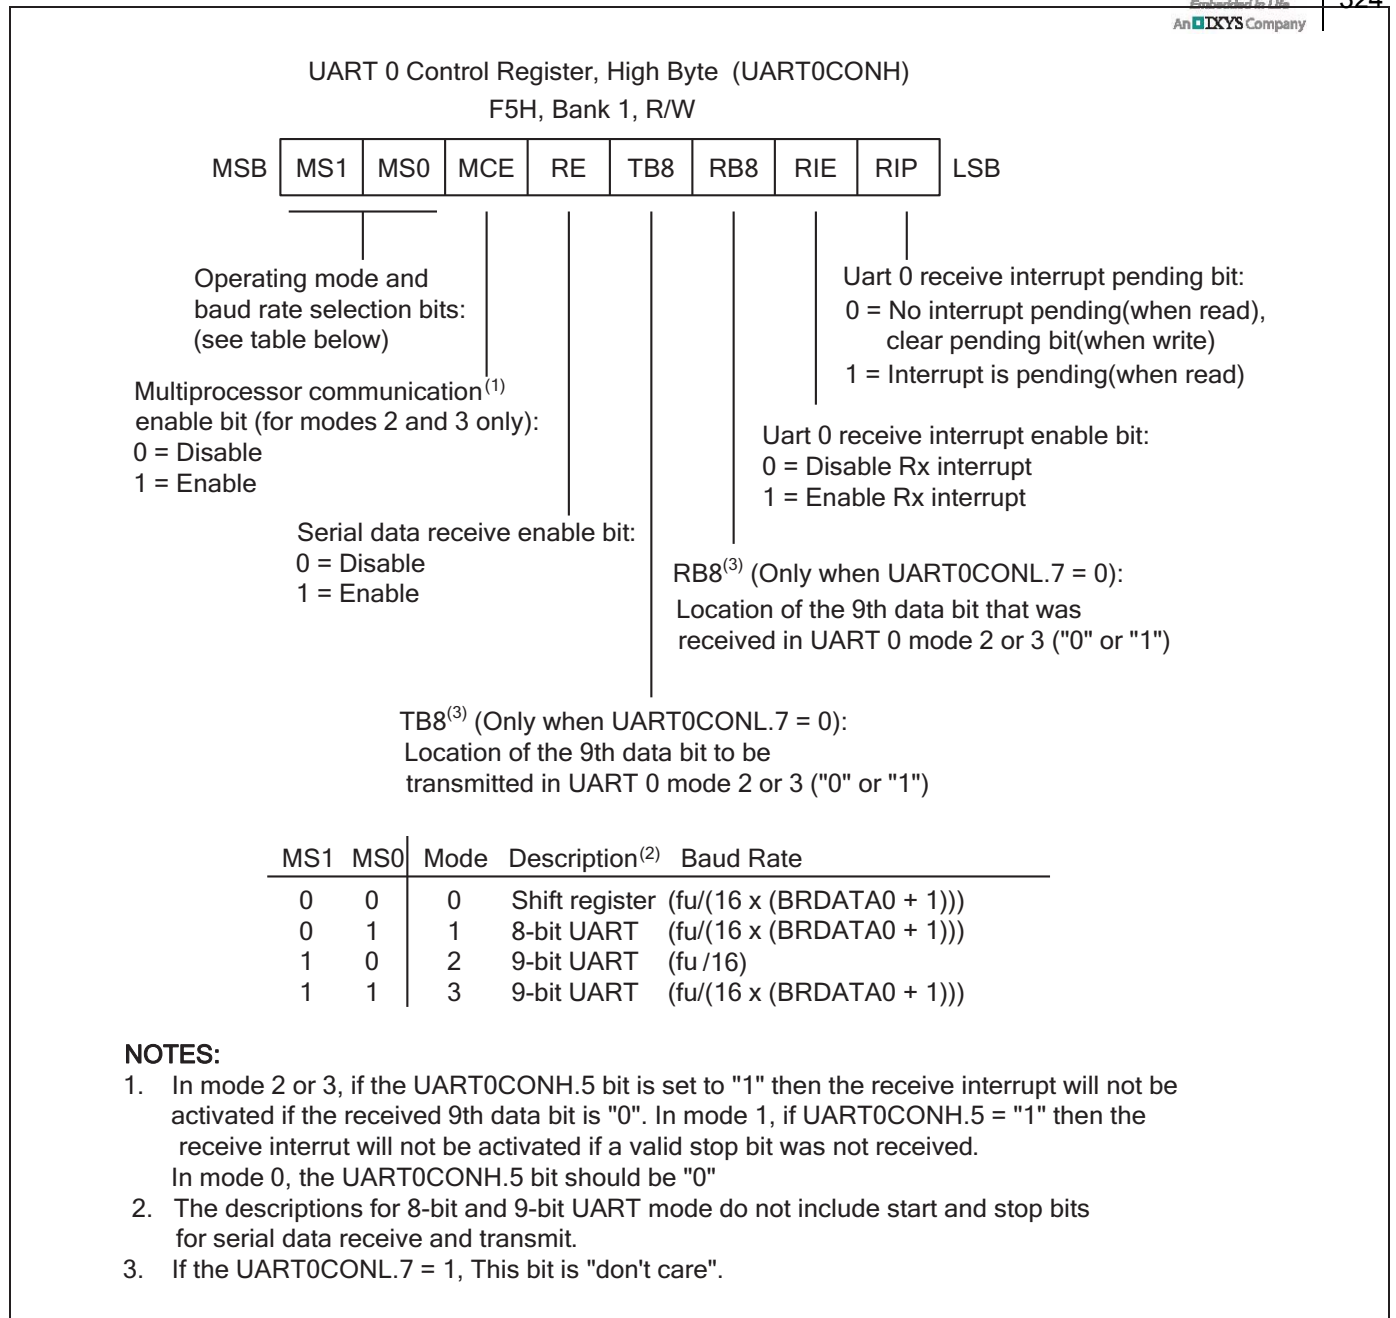 Embedded in Life
An IXYS Company
324
UART 0 Control Register, High Byte (UART0CONH)
F5H, Bank 1, R/W
MSB MS1 MS0 MCE RE TB8 RB8 RIE RIP LSB
Operating mode and
baud rate selection bits:
(see table below)
Uart 0 receive interrupt pending bit:
0 = No interrupt pending(when read),
clear pending bit(when write)
1 = Interrupt is pending(when read)
Multiprocessor communication(1)
enable bit (for modes 2 and 3 only):
0 = Disable
1 = Enable
Uart 0 receive interrupt enable bit:
0 = Disable Rx interrupt
1 = Enable Rx interrupt
Serial data receive enable bit:
0 = Disable
1 = Enable
RB8(3) (Only when UART0CONL.7 = 0):
Location of the 9th data bit that was
received in UART 0 mode 2 or 3 ("0" or "1")
TB8(3) (Only when UART0CONL.7 = 0):
Location of the 9th data bit to be
transmitted in UART 0 mode 2 or 3 ("0" or "1")
MS1 MS0 Mode Description(2) Baud Rate
0 0 0 Shift register (fu/(16 x (BRDATA0 + 1)))
0 1 1 8-bit UART (fu/(16 x (BRDATA0 + 1)))
1 0 2 9-bit UART (fu /16)
1 1 3 9-bit UART (fu/(16 x (BRDATA0 + 1)))
NOTES:
1. In mode 2 or 3, if the UART0CONH.5 bit is set to "1" then the receive interrupt will not be
activated if the received 9th data bit is "0". In mode 1, if UART0CONH.5 = "1" then the
receive interrut will not be activated if a valid stop bit was not received.
In mode 0, the UART0CONH.5 bit should be "0"
2. The descriptions for 8-bit and 9-bit UART mode do not include start and stop bits
for serial data receive and transmit.
3. If the UART0CONL.7 = 1, This bit is "don't care".